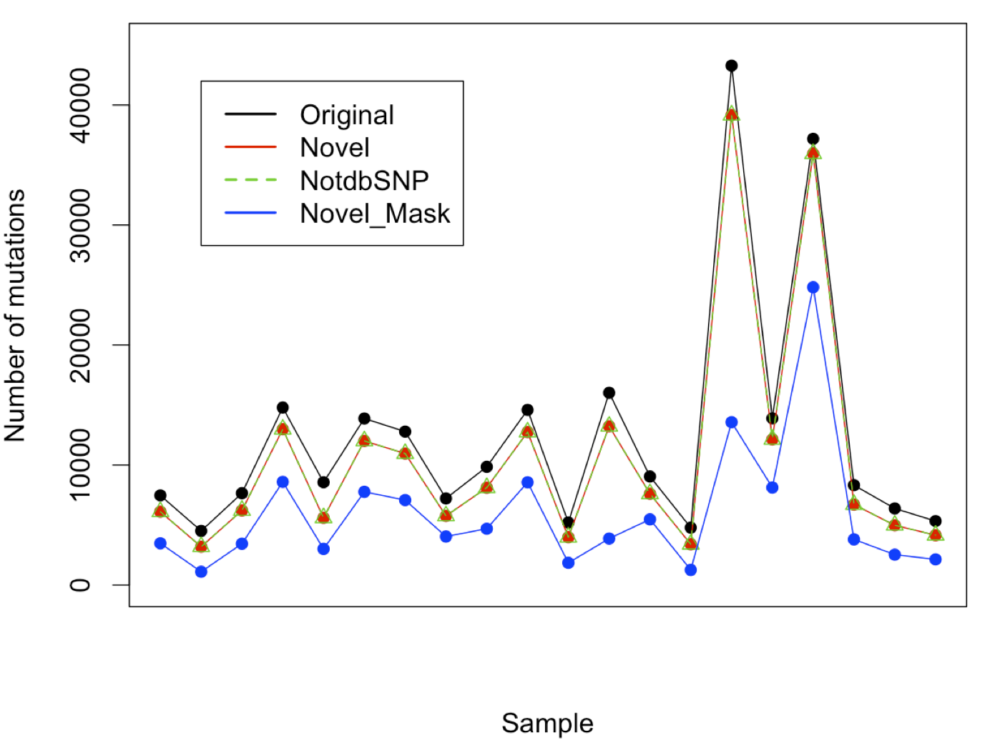 Number of mutations
40000
30000
20000
10000
0
Original
Novel
NotdbSNP
Novel_Mask
Sample